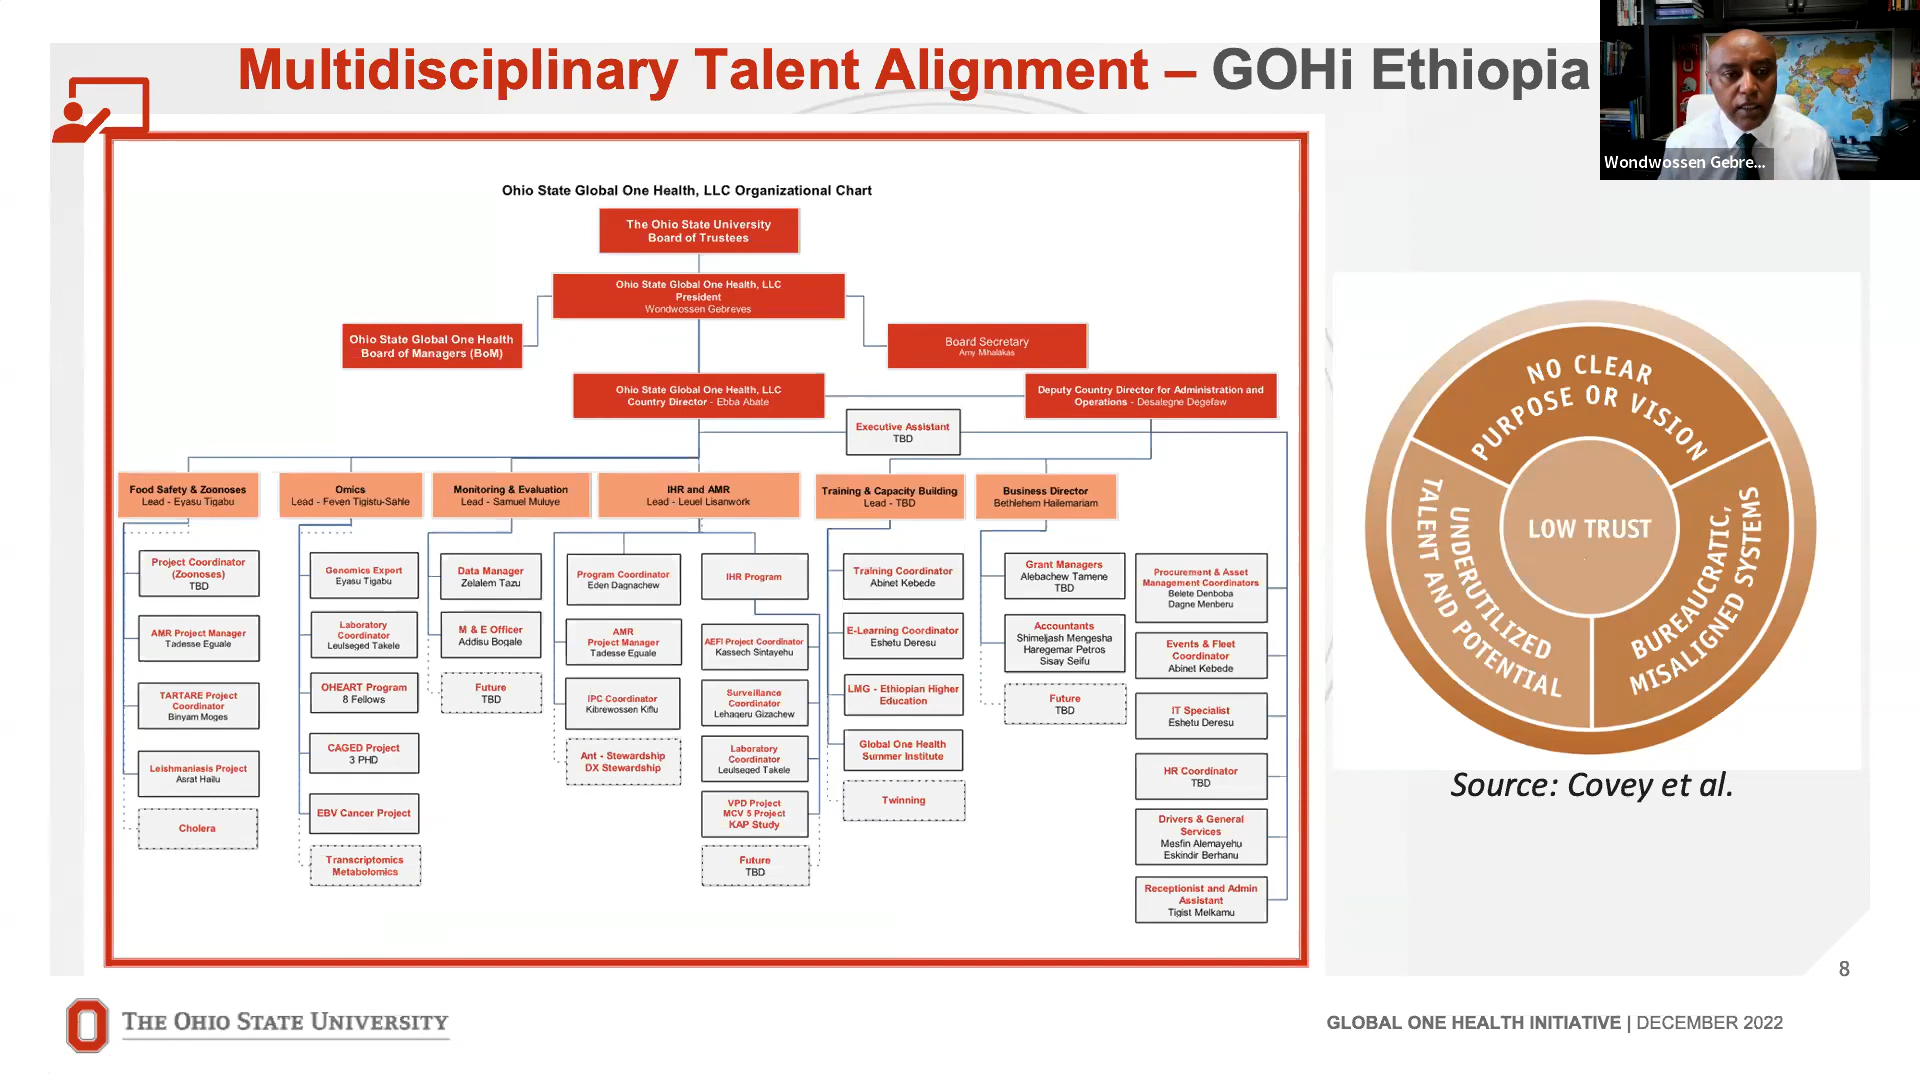 Multidisciplinary Talent Alignment – GOHi Ethiopia
Wondwossen Gebre...
Ohio State Global One Health, LLC Organizational Chart
The Ohio State University
Board of Trustees
Ohio State Global One Health, LLC
President
Wondwossen Gebreyes
Ohio State Global One Health
Board of Managers (BoM)
Board Secretary
Amy Mihalakas
Ohio State Global One Health, LLC
Country Director - Ebba Abate
Deputy Country Director for Administration and
Operations - Desalegne Degefaw
Executive Assistant
TBD
Food Safety & Zoonoses
Lead - Eyasu Tigabu
Omics
Lead - Feven Tigistu-Sahle
Monitoring & Evaluation
Lead - Samuel Muluye
IHR and AMR
Lead - Leuel Lisanwork
Training & Capacity Building
Lead - TBD
Business Director
Bethlehem Hailemariam
Project Coordinator
(Zoonoses)
TBD
AMR Project Manager
Tadesse Eguale
TARTARE Project
Coordinator
Binyam Moges
Leishmaniasis Project
Asrat Hailu
Cholera
Genomics Export
Eyasu Tigabu
Laboratory
Coordinator
Leulseged Takele
OHEART Program
8 Fellows
CAGED Project
3 PHD
EBV Cancer Project
Transcriptomics
Metabolomics
Data Manager
Zelalem Tazu
M & E Officer
Addisu Bogale
Future
TBD
Program Coordinator
Eden Dagnachew
AMR
Project Manager
Tadesse Eguale
IPC Coordinator
Kibrewossen Kiflu
Ant - Stewardship
DX Stewardship
IHR Program
AEFI Project Coordinator
Kassech Sintayehu
Surveillance
Coordinator
Lehageru Gizachew
Laboratory
Coordinator
Leulseged Takele
VPD Project
MCV 5 Project
KAP Study
Future
TBD
Training Coordinator
Abinet Kebede
E-Learning Coordinator
Eshetu Deresu
LMG - Ethiopian Higher
Education
Global One Health
Summer Institute
Twinning
Grant Managers
Alebachew Tamene
TBD
Accountants
Shimeljash Mengesha
Haregemar Petros
Sisay Seifu
Future
TBD
Procurement & Asset
Management Coordinators
Belete Denboba
Dagne Menberu
Events & Fleet
Coordinator
Abinet Kebede
IT Specialist
Eshetu Deresu
HR Coordinator
TBD
Drivers & General
Services
Mesfin Alemayehu
Eskindir Berhanu
Receptionist and Admin
Assistant
Tigist Melkamu
NO CLEAR
PURPOSE OR VISION
LOW TRUST
UNDERUTILIZED
TALENT AND POTENTIAL
BUREAUCRATIC,
MISALIGNED SYSTEMS
Source: Covey et al.
8
THE OHIO STATE UNIVERSITY
GLOBAL ONE HEALTH INITIATIVE | DECEMBER 2022